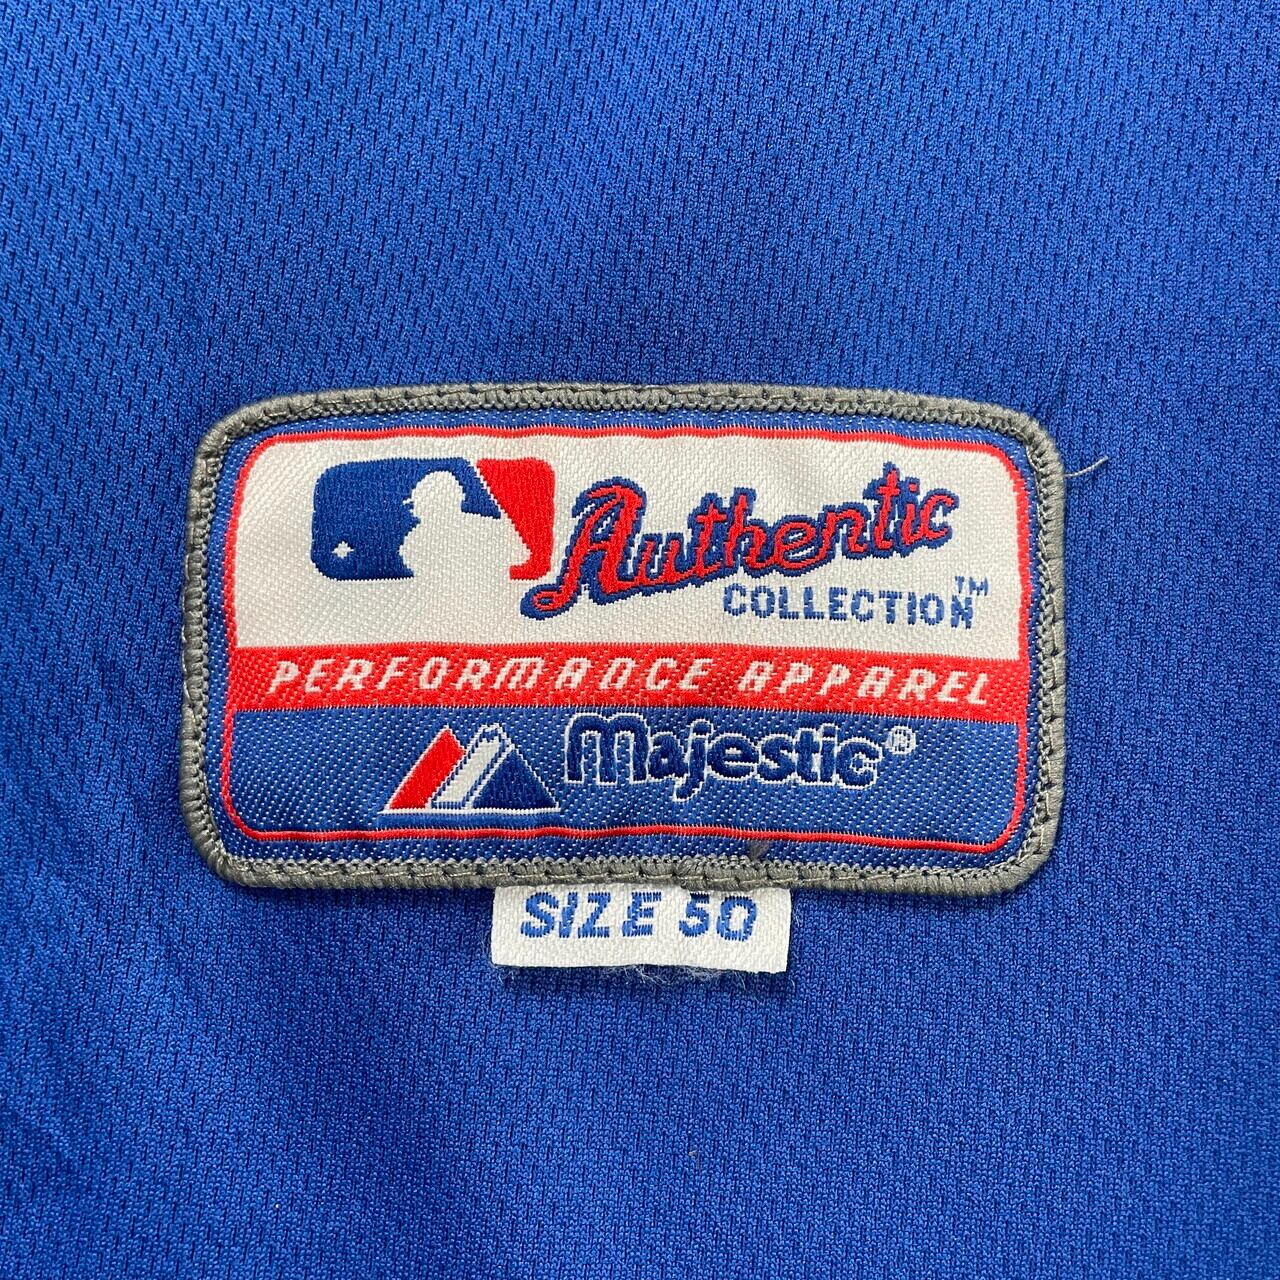 Authentic
COLLECTION™
PERFORMANCE APPAREL
Majestic®
SIZE 50